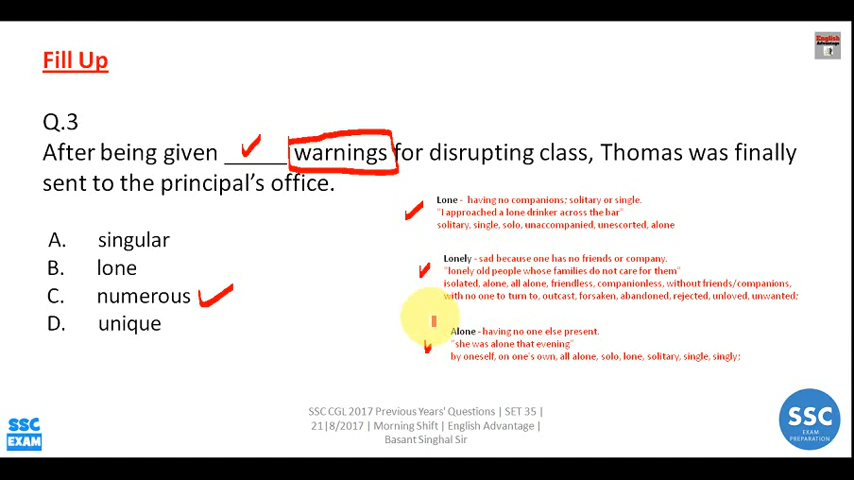 Fill Up
English
Advantage
Q.3
After being given _____ warnings for disrupting class, Thomas was finally
sent to the principal's office.
A. singular
B. lone
C. numerous
D. unique
Lone - having no companions; solitary or single.
"I approached a lone drinker across the bar"
solitary, single, solo, unaccompanied, unescorted, alone
Lonely - sad because one has no friends or company.
"lonely old people whose families do not care for them"
isolated, alone, all alone, friendless, companionless, without friends/companions,
with no one to turn to, outcast, forsaken, abandoned, rejected, unloved, unwanted;
Alone - having no one else present.
"she was alone that evening"
by oneself, on one's own, all alone, solo, lone, solitary, single, singly;
SSC CGL 2017 Previous Years' Questions | SET 35 |
21|8/2017 | Morning Shift | English Advantage |
Basant Singhal Sir
SSC
EXAM
SSC
EXAM
PREPARATION